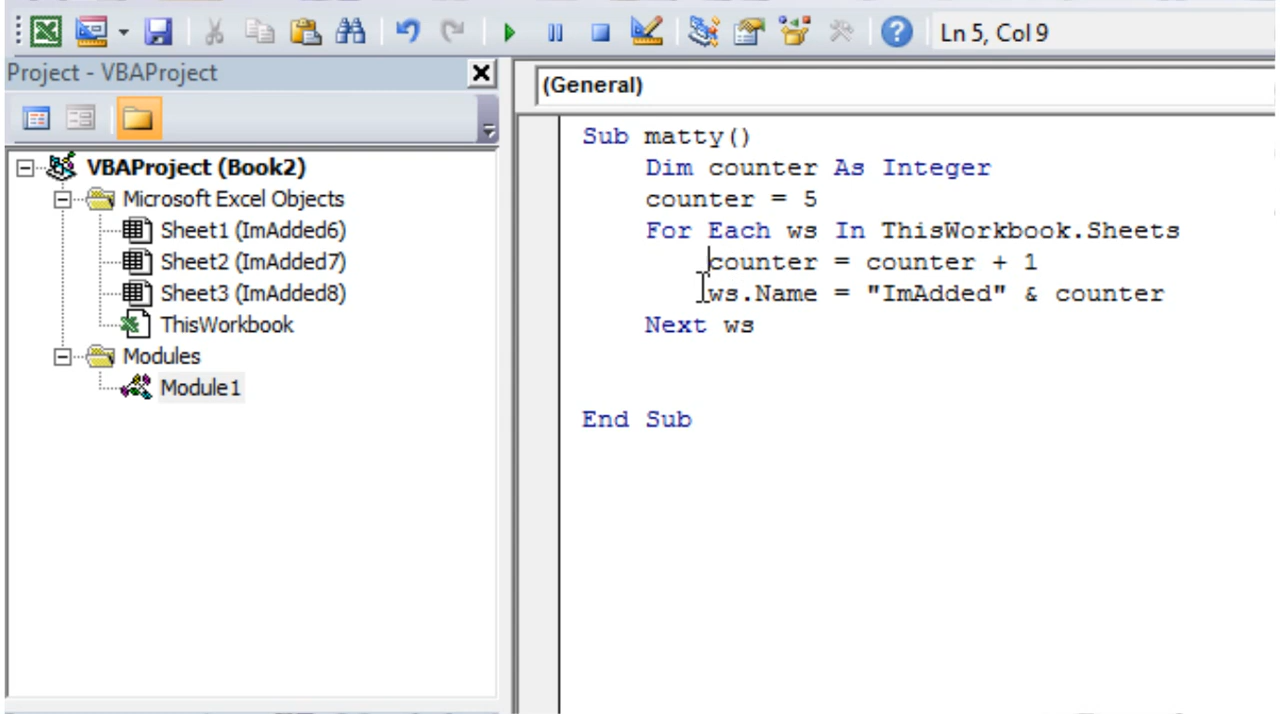 Ln 5, Col 9
Project - VBAProject
(General)
VBAProject (Book2)
Microsoft Excel Objects
Sheet1 (ImAdded6)
Sheet2 (ImAdded7)
Sheet3 (ImAdded8)
ThisWorkbook
Modules
Module1
Sub matty()
Dim counter As Integer
counter = 5
For Each ws In ThisWorkbook.Sheets
counter = counter + 1
ws.Name = "ImAdded" & counter
Next ws
End Sub